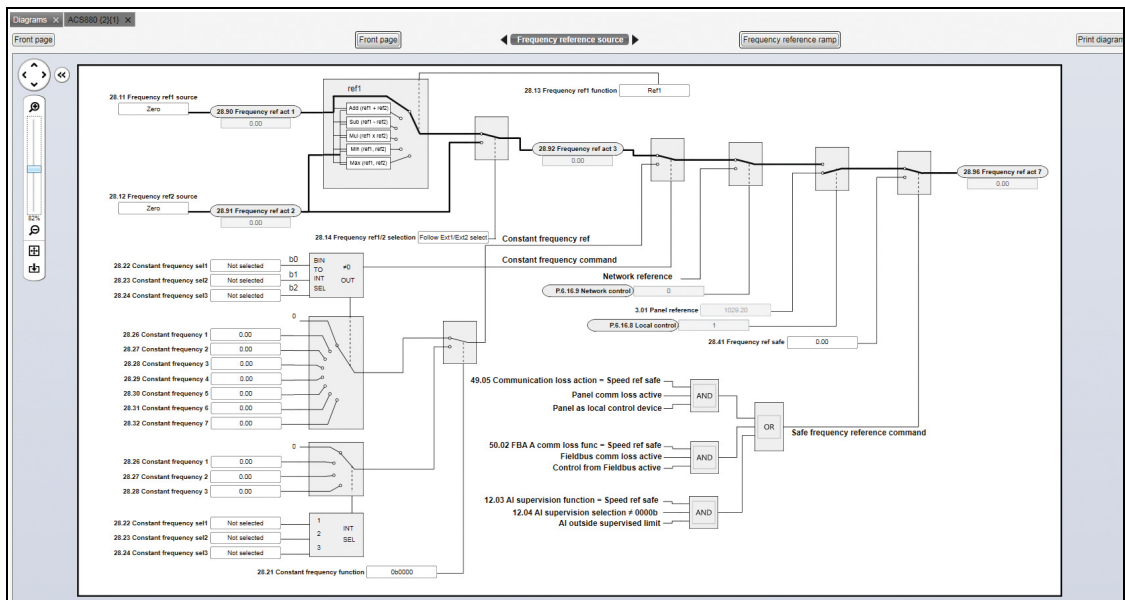 Diagrams × ACS880 {2}{1} ×
Front page
Front page
Frequency reference source
Frequency reference ramp
Print diagram
82%
28.11 Frequency ref1 source
Zero
28.90 Frequency ref act 1
0.00
ref1
Add (ref1 + ref2)
Sub (ref1 - ref2)
Mul (ref1 x ref2)
Min (ref1, ref2)
Max (ref1, ref2)
28.13 Frequency ref1 function
Ref1
28.12 Frequency ref2 source
Zero
28.91 Frequency ref act 2
0.00
28.92 Frequency ref act 3
0.00
28.96 Frequency ref act 7
0.00
28.14 Frequency ref1/2 selection
Follow Ext1/Ext2 select
Constant frequency ref
Constant frequency command
28.22 Constant frequency sel1 Not selected b0
28.23 Constant frequency sel2 Not selected b1
28.24 Constant frequency sel3 Not selected b2
BIN
TO
INT
SEL
≠0
OUT
Network reference
P.6.16.9 Network control
0
3.01 Panel reference
1029.20
P.6.16.8 Local control
1
28.41 Frequency ref safe
0.00
0
28.26 Constant frequency 1 0.00
28.27 Constant frequency 2 0.00
28.28 Constant frequency 3 0.00
28.29 Constant frequency 4 0.00
28.30 Constant frequency 5 0.00
28.31 Constant frequency 6 0.00
28.32 Constant frequency 7 0.00
49.05 Communication loss action = Speed ref safe
Panel comm loss active
Panel as local control device
AND
50.02 FBA A comm loss func = Speed ref safe
Fieldbus comm loss active
Control from Fieldbus active
AND
12.03 AI supervision function = Speed ref safe
12.04 AI supervision selection ≠ 0000b
AI outside supervised limit
AND
OR
Safe frequency reference command
0
28.26 Constant frequency 1 0.00
28.27 Constant frequency 2 0.00
28.28 Constant frequency 3 0.00
28.22 Constant frequency sel1 Not selected
28.23 Constant frequency sel2 Not selected
28.24 Constant frequency sel3 Not selected
1
2
3
INT
SEL
28.21 Constant frequency function
0b0000